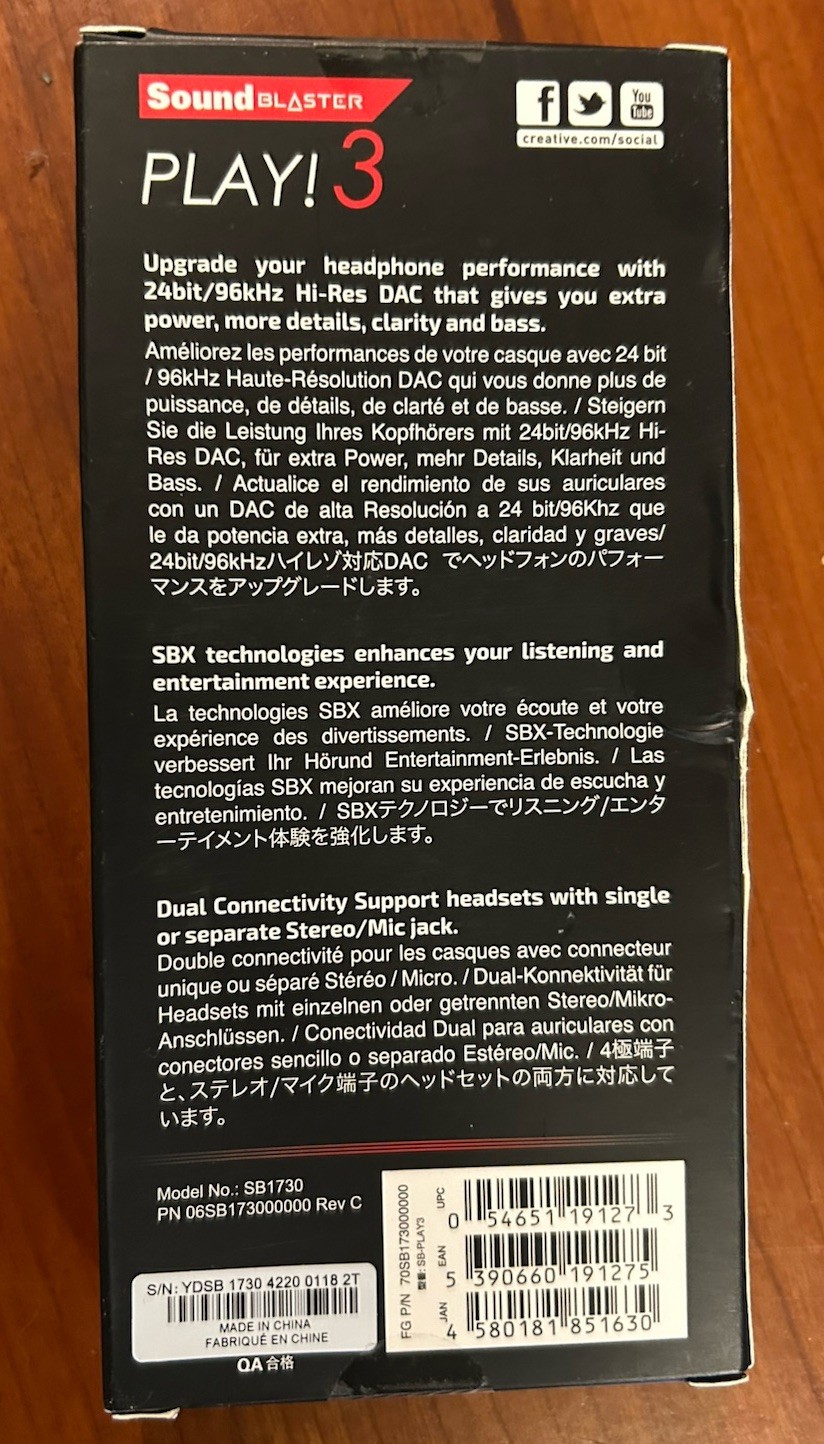 Sound BLASTER
PLAY! 3
f
You
Tube
creative.com/social
Upgrade your headphone performance with
24bit/96kHz Hi-Res DAC that gives you extra
power, more details, clarity and bass.
Améliorez les performances de votre casque avec 24 bit
/ 96kHz Haute-Résolution DAC qui vous donne plus de
puissance, de détails, de clarté et de basse. / Steigern
Sie die Leistung Ihres Kopfhörers mit 24bit/96kHz Hi-
Res DAC, für extra Power, mehr Details, Klarheit und
Bass. / Actualice el rendimiento de sus auriculares
con un DAC de alta Resolución a 24 bit/96Khz que
le da potencia extra, más detalles, claridad y graves/
24bit/96kHzハイレゾ対応DAC でヘッドフォンのパフォー
マンスをアップグレードします。
SBX technologies enhances your listening and
entertainment experience.
La technologies SBX améliore votre écoute et votre
expérience des divertissements. / SBX-Technologie
verbessert Ihr Hörund Entertainment-Erlebnis. / Las
tecnologías SBX mejoran su experiencia de escucha y
entretenimiento. / SBXテクノロジーでリスニング/エンタ
ーテイメント体験を強化します。
Dual Connectivity Support headsets with single
or separate Stereo/Mic jack.
Double connectivité pour les casques avec connecteur
unique ou séparé Stéréo / Micro. / Dual-Konnektivität für
Headsets mit einzelnen oder getrennten Stereo/Mikro-
Anschlüssen. / Conectividad Dual para auriculares con
conectores sencillo o separado Estéreo/Mic. / 4極端子
と、ステレオ/マイク端子のヘッドセットの両方に対応して
います。
Model No.: SB1730
PN 06SB173000000 Rev C
S/N: YDSB 1730 4220 0118 2T
MADE IN CHINA
FABRIQUÉ EN CHINE
QA 合格
FG P/N 70SB173000000
型番: SB-PLAY3
UPC
0 54651 19127 3
EAN
5 390660 191275
JAN
4 580181 851630